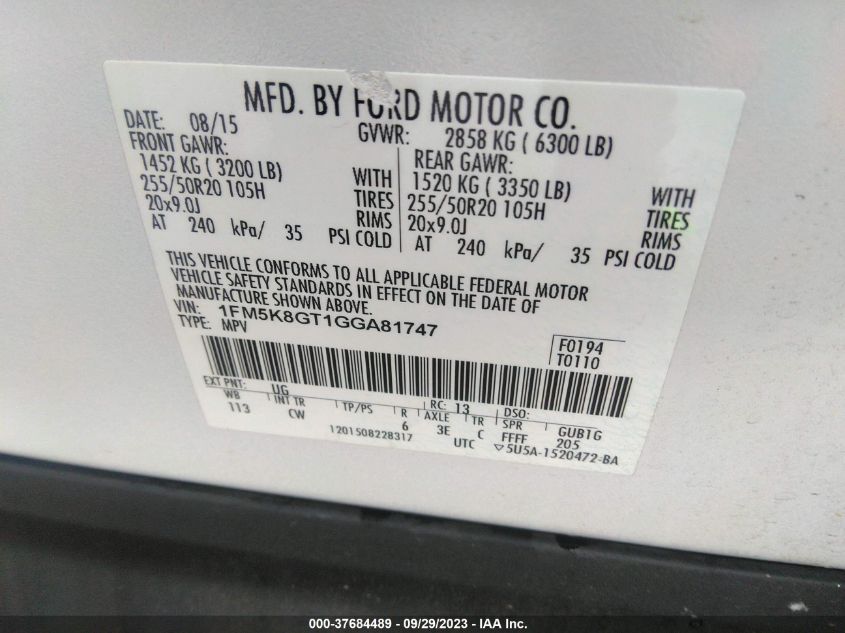 MFD. BY FORD MOTOR CO.
DATE: 08/15 GVWR: 2858 KG ( 6300 LB)
FRONT GAWR: REAR GAWR:
1452 KG ( 3200 LB) WITH 1520 KG ( 3350 LB) WITH
255/50R20 105H TIRES 255/50R20 105H TIRES
20x9.0J RIMS 20x9.0J RIMS
AT 240 kPa/ 35 PSI COLD AT 240 kPa/ 35 PSI COLD
THIS VEHICLE CONFORMS TO ALL APPLICABLE FEDERAL MOTOR
VEHICLE SAFETY STANDARDS IN EFFECT ON THE DATE OF
MANUFACTURE SHOWN ABOVE.
VIN: 1FM5K8GT1GGA81747
TYPE: MPV
F0194
T0110
EXT PNT: UG RC: 13 DSO:
WB INT TR TP/PS R AXLE TR SPR GUB1G
113 CW 6 3E C FFFF 205
1201508228317 UTC ▽5U5A-1520472-BA
000-37684489 - 09/29/2023 - IAA Inc.